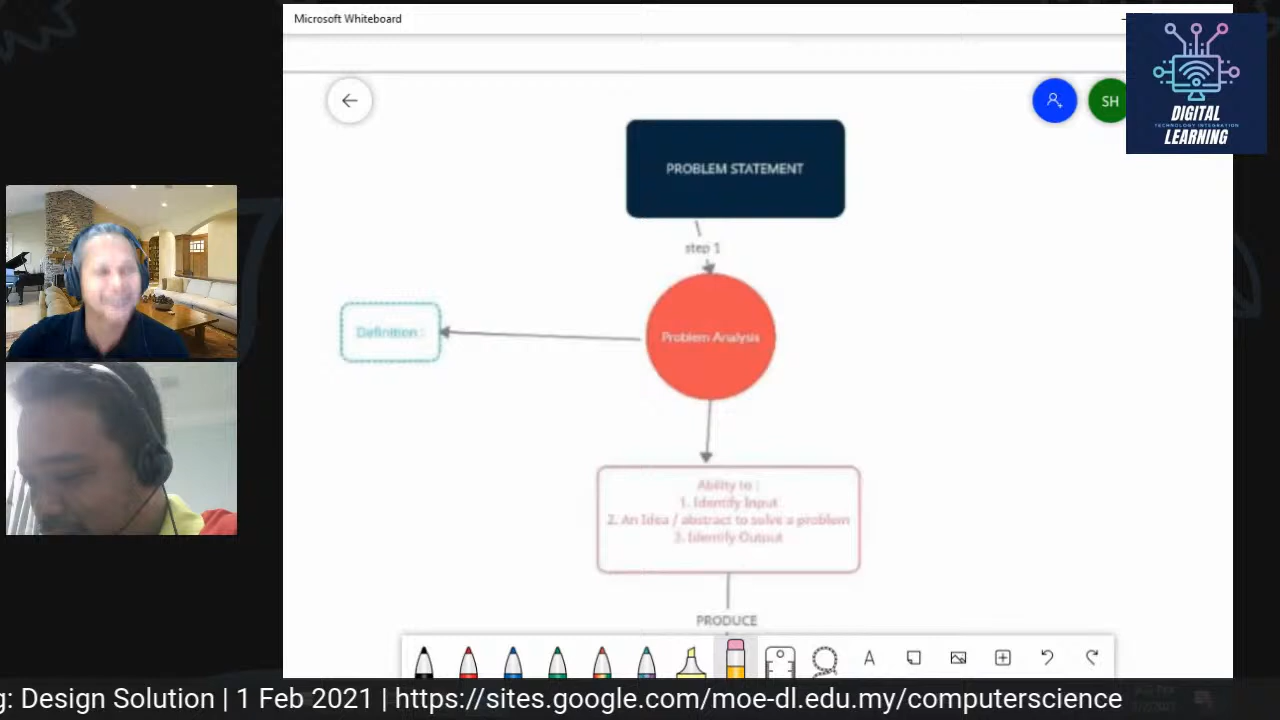 Microsoft Whiteboard
SH
DIGITAL
TECHNOLOGY INTEGRATION
LEARNING
PROBLEM STATEMENT
step 1
Problem Analysis
Definition :
Ability to :
1. Identify Input
2. An Idea / abstract to solve a problem
3. Identify Output
PRODUCE
A
g: Design Solution | 1 Feb 2021 | https://sites.google.com/moe-dl.edu.my/computerscience